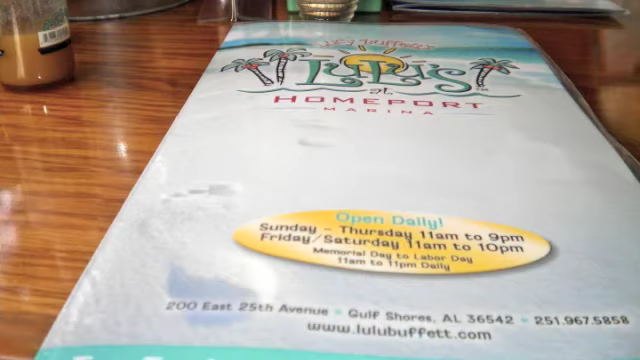 Lucy Buffett's
LuLu's
at
HOMEPORT
MARINA
Open Daily!
Sunday - Thursday 11am to 9pm
Friday/Saturday 11am to 10pm
Memorial Day to Labor Day
11am to 11pm Daily
200 East 25th Avenue • Gulf Shores, AL 36542 • 251.967.5858
www.lulubuffett.com